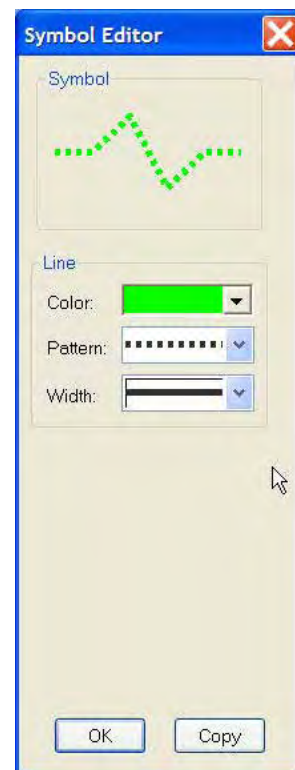 Symbol Editor
Symbol
Line
Color:
Pattern:
Width:
OK
Copy